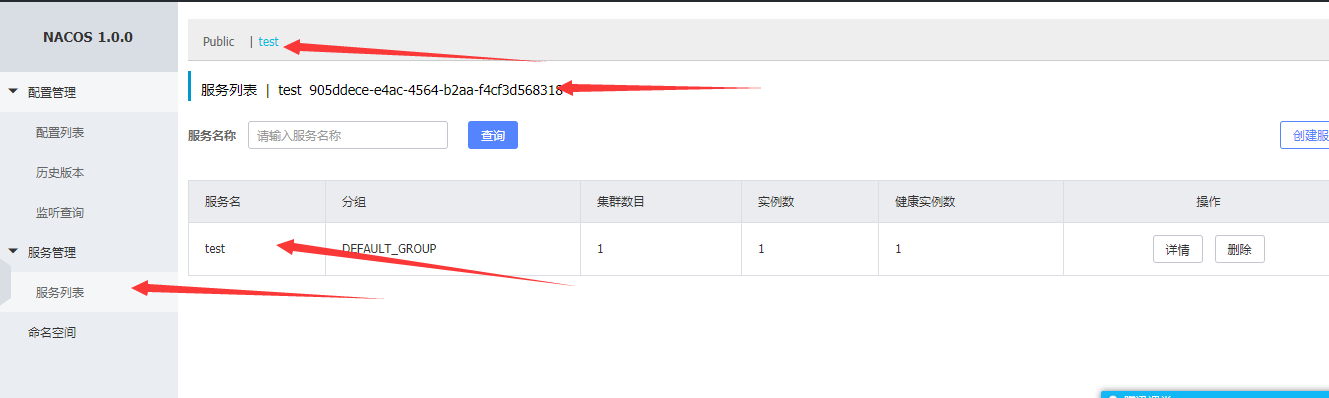 NACOS 1.0.0
配置管理
配置列表
历史版本
监听查询
服务管理
服务列表
命名空间
Public | test
服务列表 | test 905ddece-e4ac-4564-b2aa-f4cf3d568318
服务名称 请输入服务名称 查询 创建服
服务名 分组 集群数目 实例数 健康实例数 操作
test DEFAULT_GROUP 1 1 1 详情 删除